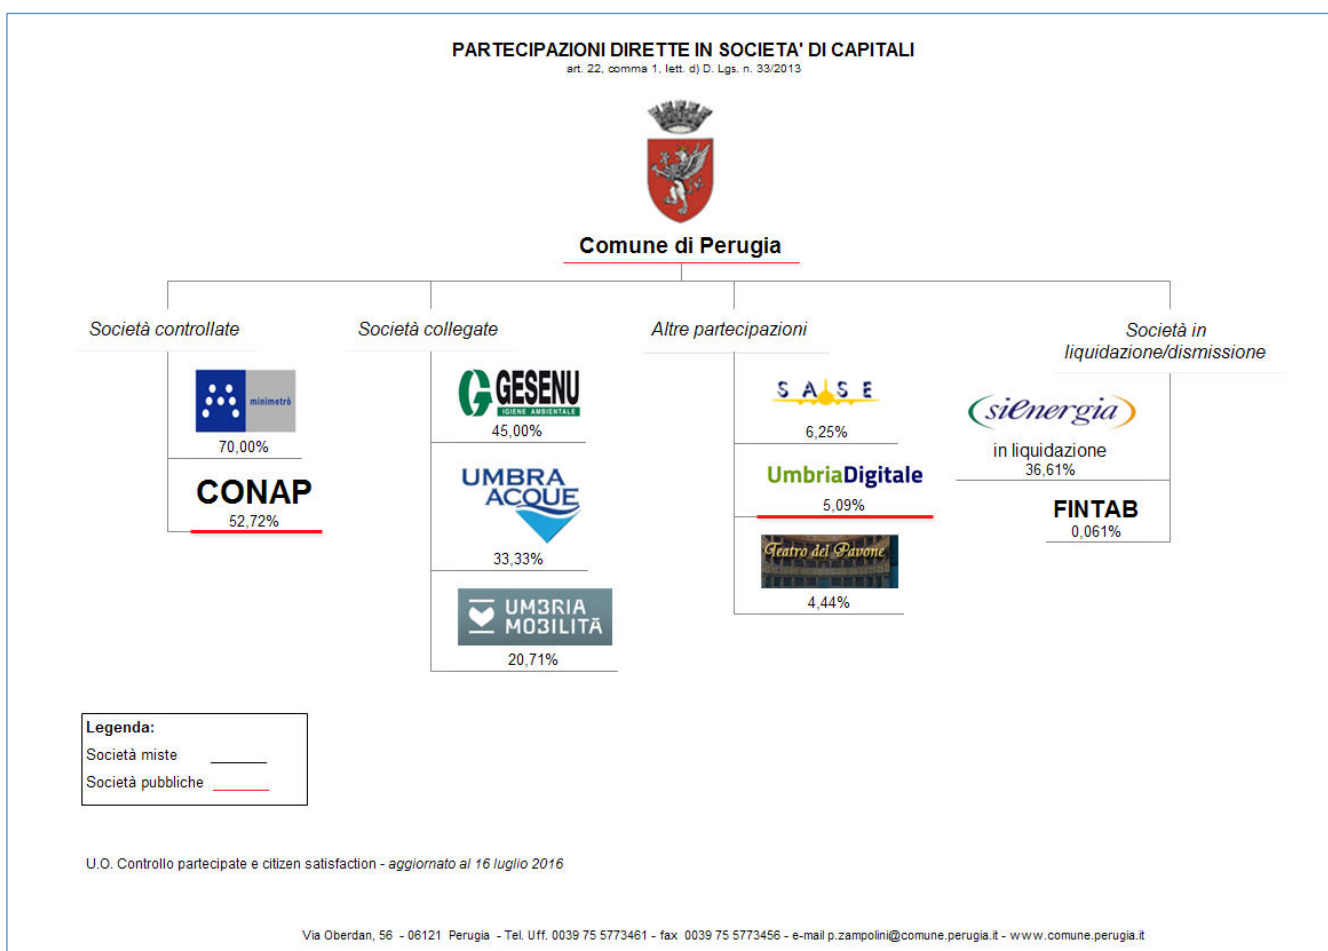 PARTECIPAZIONI DIRETTE IN SOCIETA' DI CAPITALI
art. 22, comma 1, lett. d) D. Lgs. n. 33/2013
Comune di Perugia
Società controllate
minimetrò
70,00%
CONAP
52,72%
Società collegate
GESENU
IGIENE AMBIENTALE
45,00%
UMBRA
ACQUE
33,33%
UM3RIA
MO3ILITÀ
20,71%
Altre partecipazioni
SASE
6,25%
UmbriaDigitale
5,09%
Teatro del Pavone
4,44%
Società in
liquidazione/dismissione
sienergia
in liquidazione
36,61%
FINTAB
0,061%
Legenda:
Società miste
Società pubbliche
U.O. Controllo partecipate e citizen satisfaction - aggiornato al 16 luglio 2016
Via Oberdan, 56 - 06121 Perugia - Tel. Uff. 0039 75 5773461 - fax 0039 75 5773456 - e-mail p.zampolini@comune.perugia.it - www.comune.perugia.it